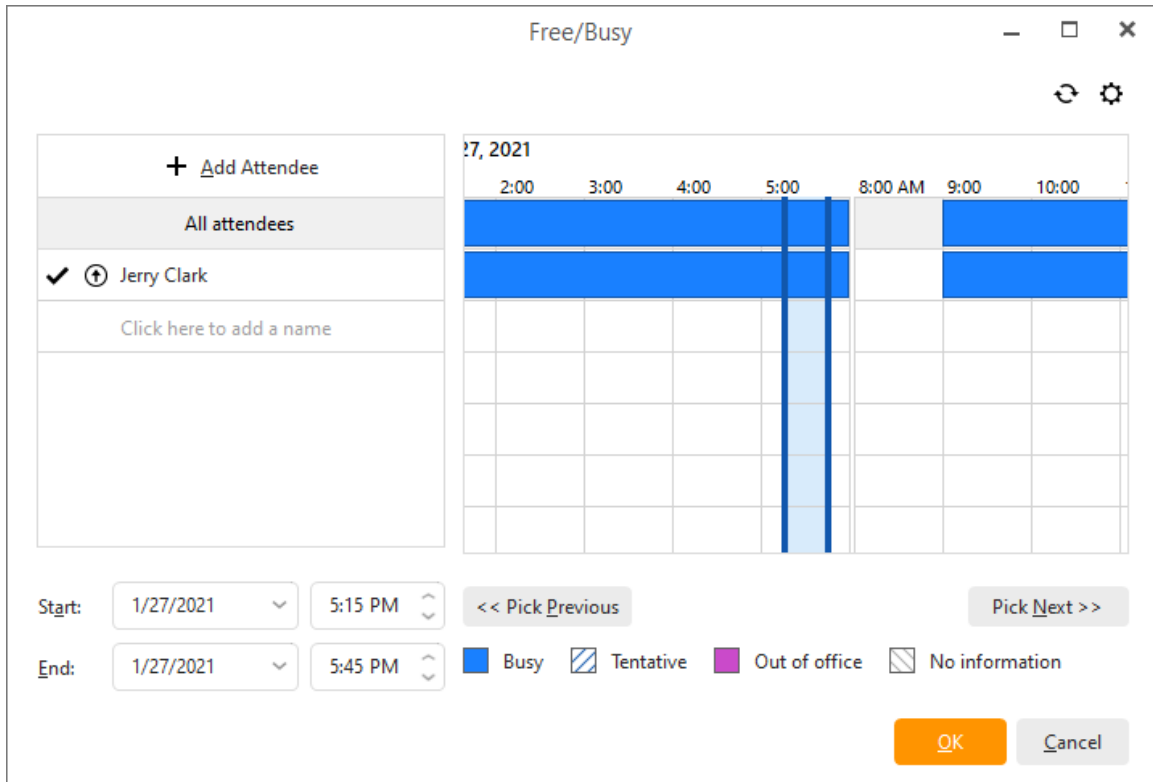 Free/Busy
27, 2021
2:00 3:00 4:00 5:00 8:00 AM 9:00 10:00
+ Add Attendee
All attendees
Jerry Clark
Click here to add a name
Start: 1/27/2021 5:15 PM
<< Pick Previous Pick Next >>
End: 1/27/2021 5:45 PM
Busy Tentative Out of office No information
OK Cancel